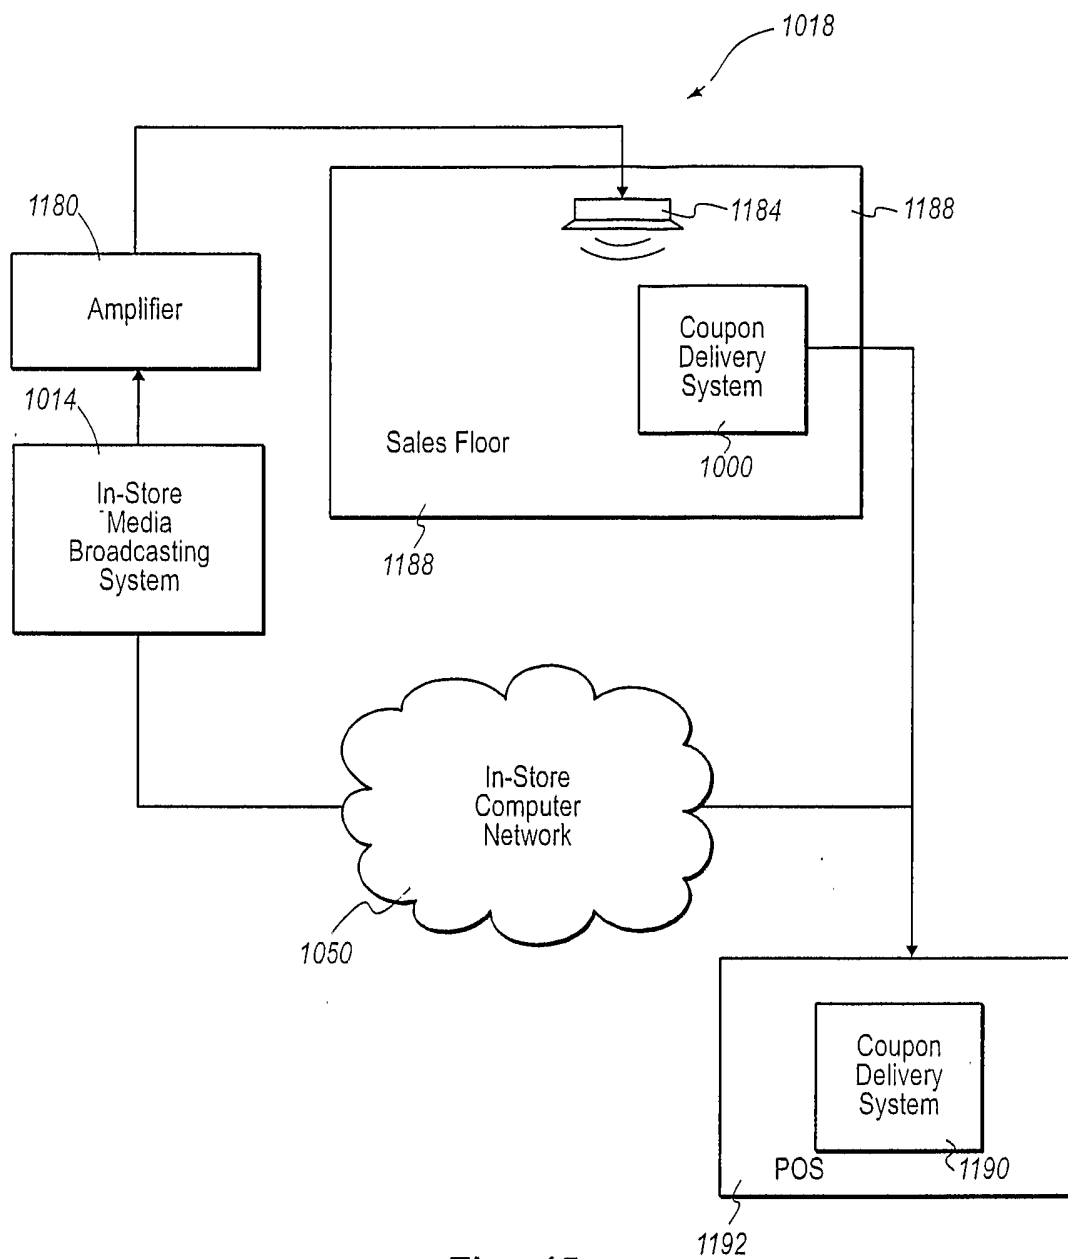 1018
1180
1184
1188
Amplifier
Coupon
Delivery
System
1014
Sales Floor
1000
In-Store
Media
Broadcasting
System
1188
In-Store
Computer
Network
1050
Coupon
Delivery
System
POS
1190
1192